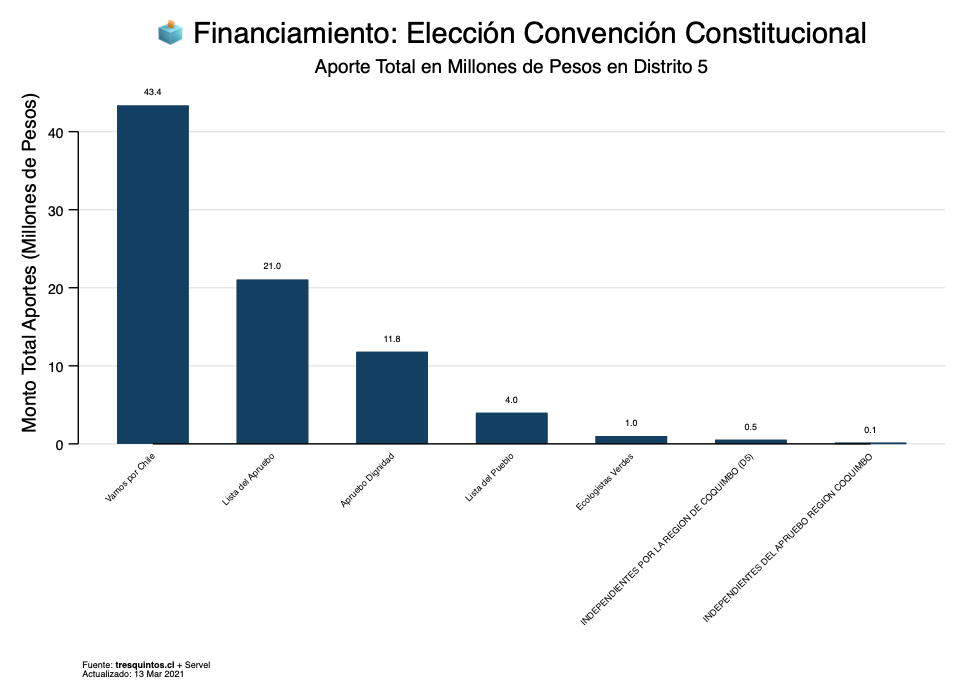 Financiamiento: Elección Convención Constitucional
Aporte Total en Millones de Pesos en Distrito 5
Monto Total Aportes (Millones de Pesos)
40
30
20
10
0
43.4
21.0
11.8
4.0
1.0
0.5
0.1
Vamos por Chile
Lista del Apruebo
Apruebo Dignidad
Lista del Pueblo
Ecologistas Verdes
INDEPENDIENTES POR LA REGION DE COQUIMBO (D5)
INDEPENDIENTES DEL APRUEBO REGION COQUIMBO
Fuente: tresquintos.cl + Servel
Actualizado: 13 Mar 2021